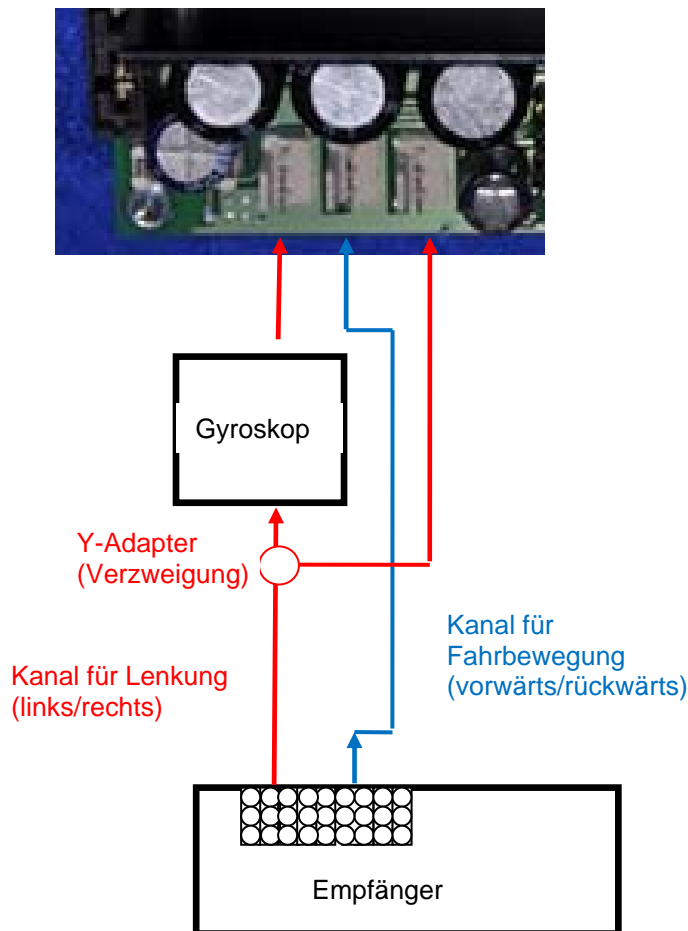 Gyroskop
Y-Adapter
(Verzweigung)
Kanal für
Fahrbewegung
(vorwärts/rückwärts)
Kanal für Lenkung
(links/rechts)
Empfänger